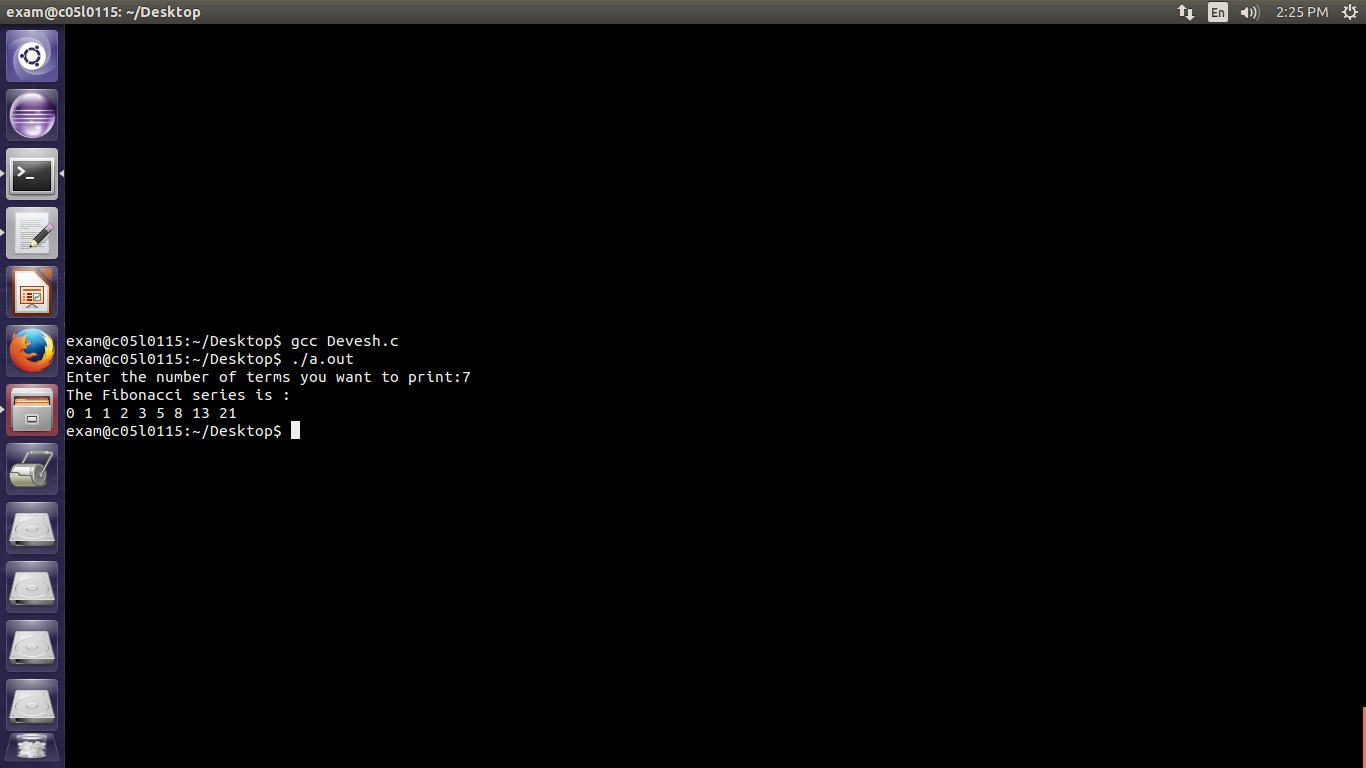 exam@c05l0115: ~/Desktop
En
2:25 PM
exam@c05l0115:~/Desktop$ gcc Devesh.c
exam@c05l0115:~/Desktop$ ./a.out
Enter the number of terms you want to print:7
The Fibonacci series is :
0 1 1 2 3 5 8 13 21
exam@c05l0115:~/Desktop$